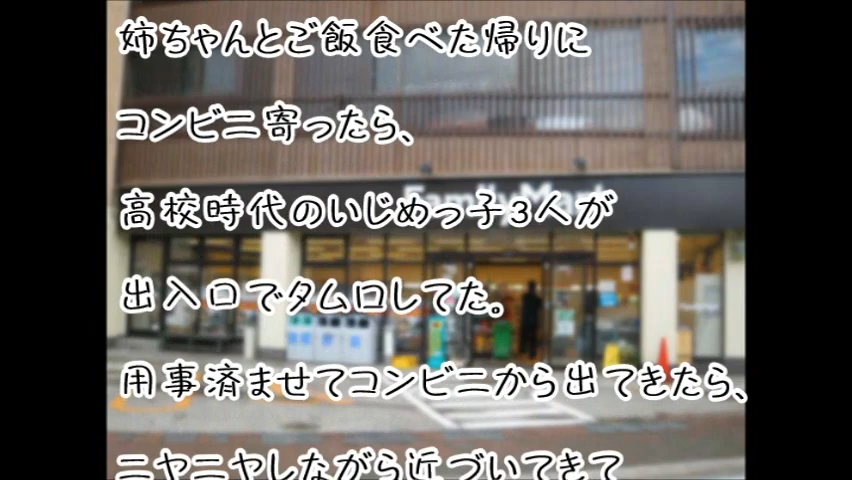 姉ちゃんとご飯食べた帰りに
コンビニ寄ったら、
FamilyMart
高校時代のいじめっ子３人が
出入口でタムロしてた。
用事済ませてコンビニから出てきたら、
ニヤニヤしながら近づいてきて